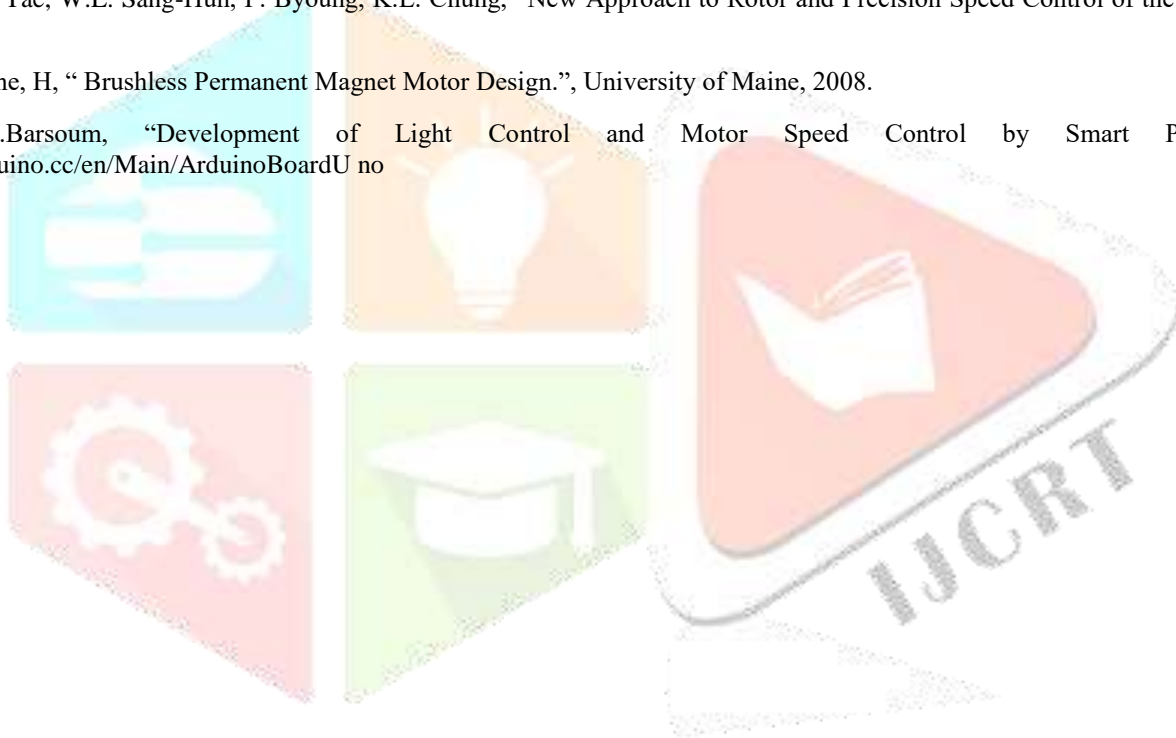 Tae, W.L. Sang-Hun, P. Byoung, K.L. Chung, “New Approach to Rotor and Precision Speed Control of the
ne, H, “ Brushless Permanent Magnet Motor Design.”, University of Maine, 2008.
.Barsoum, “Development of Light Control and Motor Speed Control by Smart P
uino.cc/en/Main/ArduinoBoardU no
IJCRT